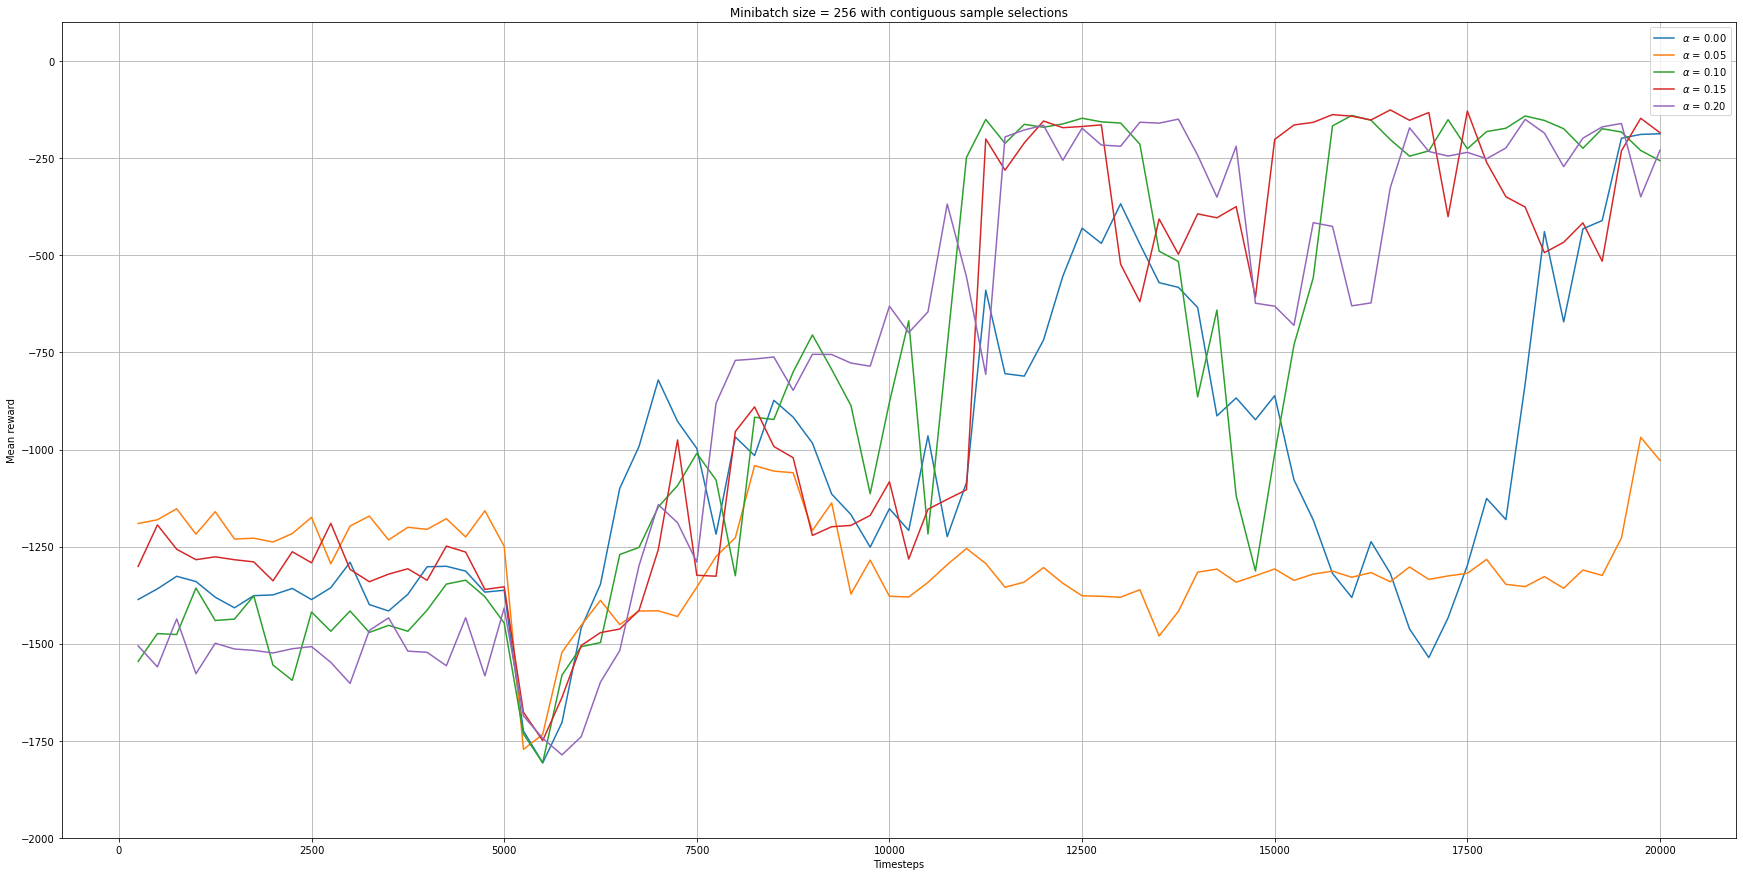 Minibatch size = 256 with contiguous sample selections
α = 0.00
α = 0.05
α = 0.10
α = 0.15
α = 0.20
0
−250
−500
−750
−1000
−1250
−1500
−1750
−2000
Mean reward
0 2500 5000 7500 10000 12500 15000 17500 20000
Timesteps